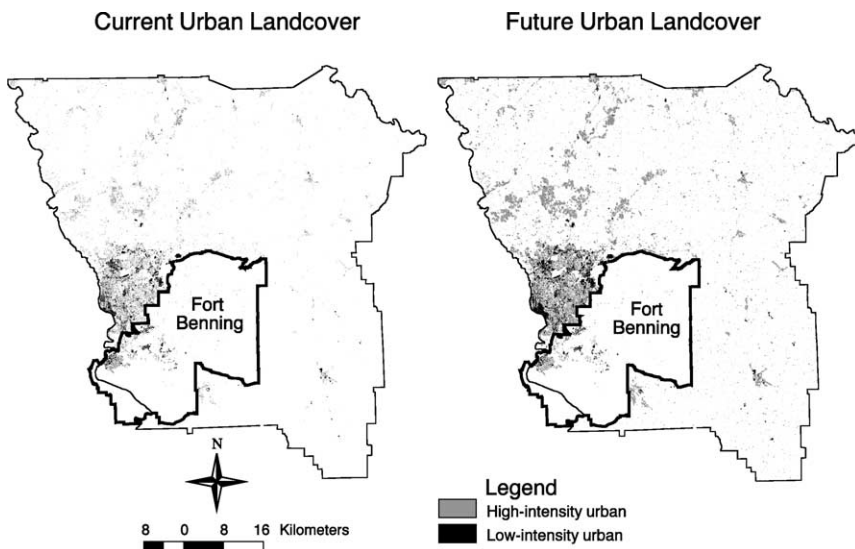 Current Urban Landcover
Future Urban Landcover
Fort
Benning
Fort
Benning
N
Legend
High-intensity urban
Low-intensity urban
8 0 8 16 Kilometers